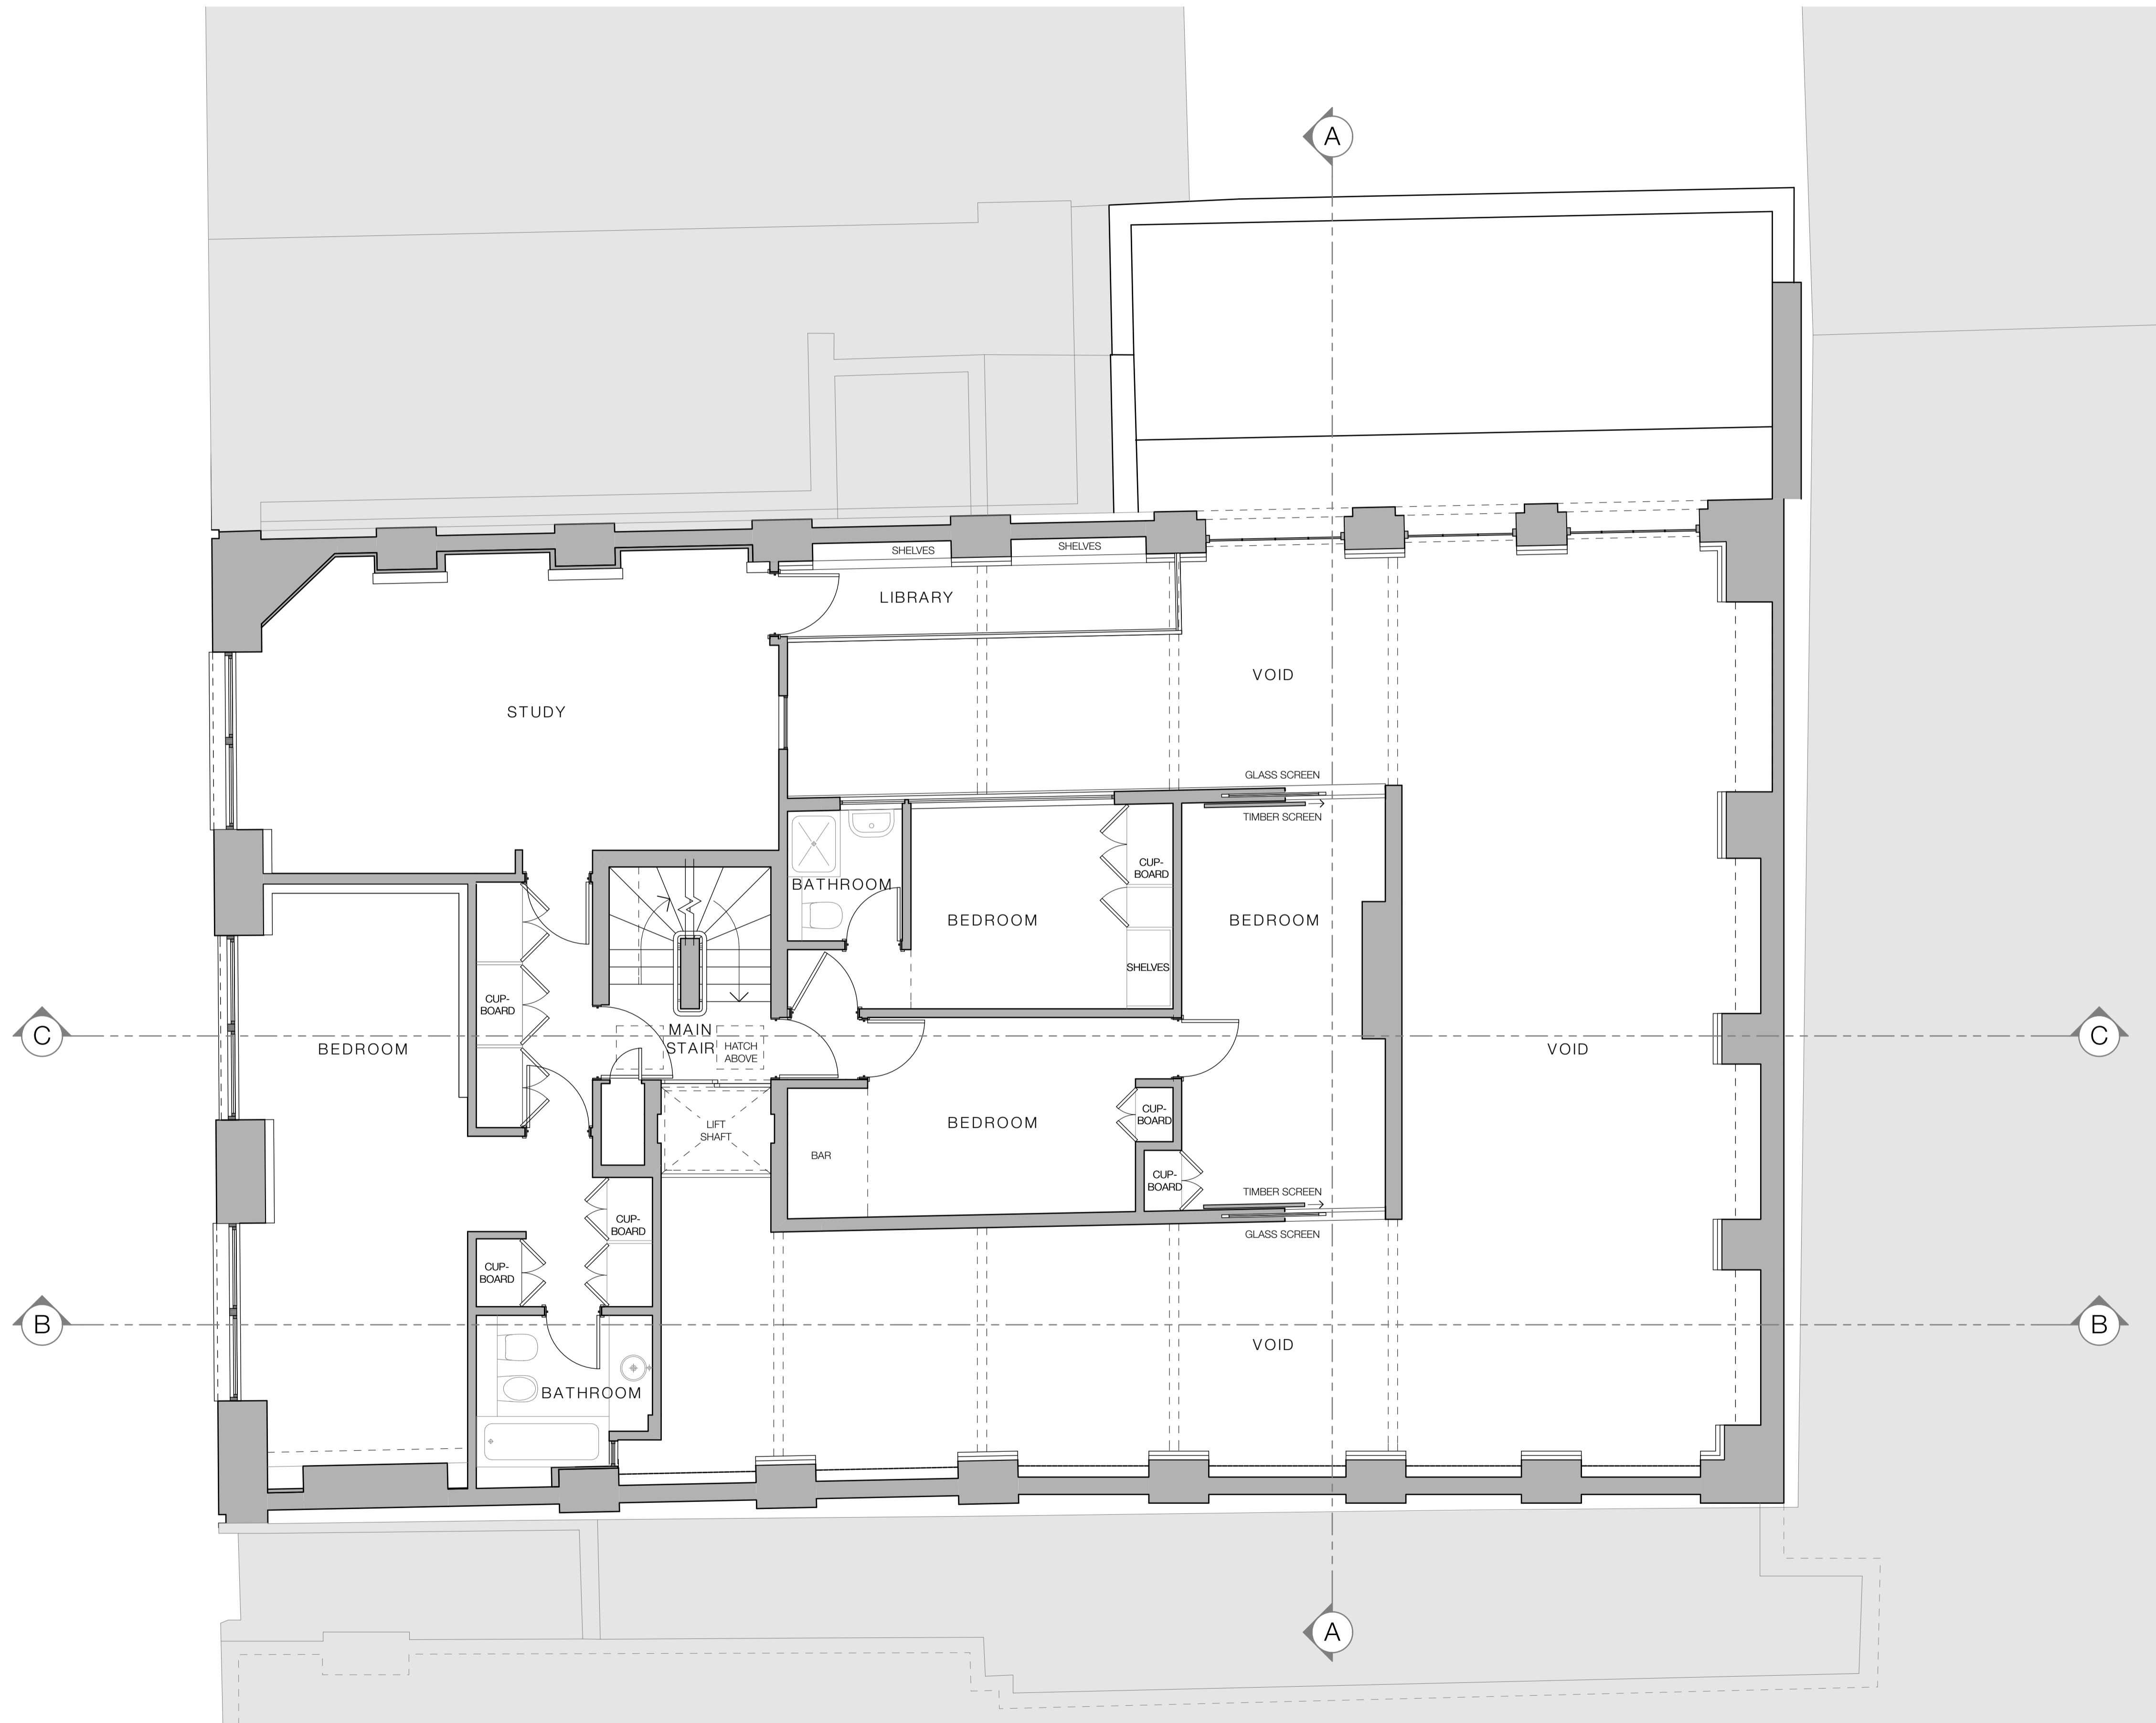 A
SHELVES
SHELVES
LIBRARY
VOID
STUDY
GLASS SCREEN
TIMBER SCREEN
CUP-
BOARD
BATHROOM
BEDROOM
BEDROOM
SHELVES
CUP-
BOARD
MAIN
STAIR
HATCH
ABOVE
C
BEDROOM
VOID
C
CUP-
BOARD
LIFT
SHAFT
BEDROOM
BAR
CUP-
BOARD
TIMBER SCREEN
CUP-
BOARD
GLASS SCREEN
CUP-
BOARD
B
VOID
B
BATHROOM
A